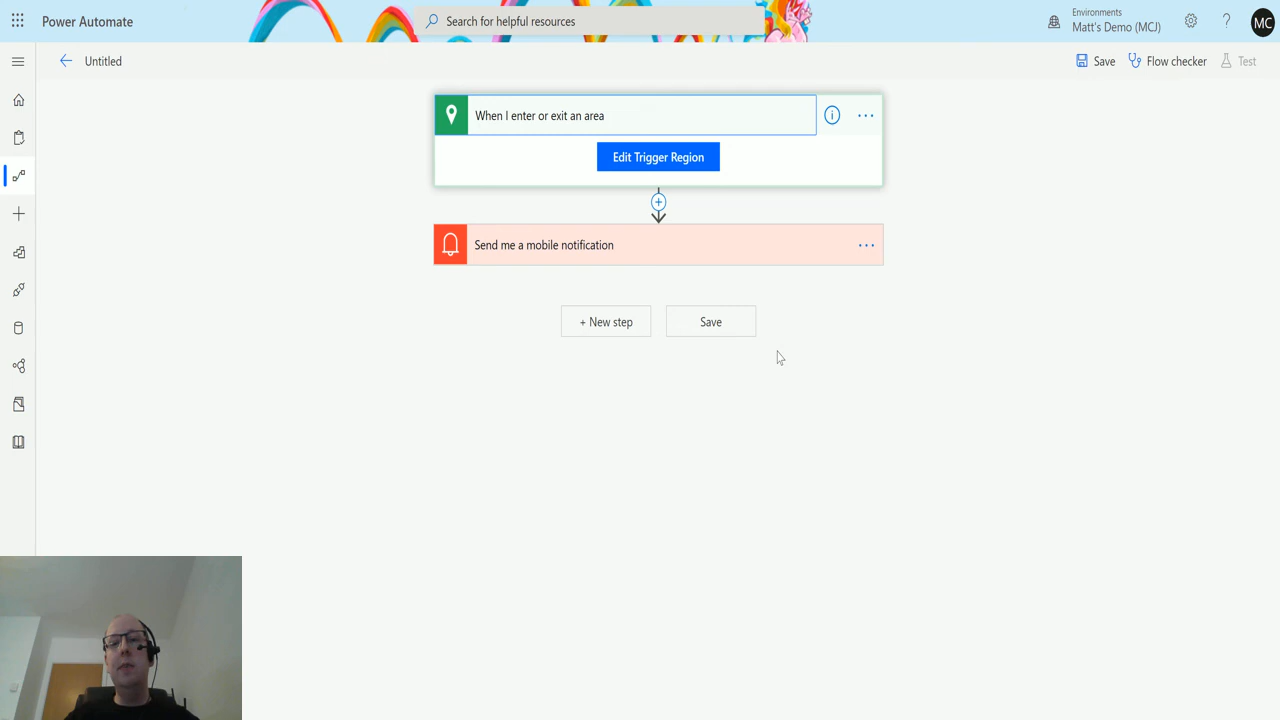 Power Automate
Search for helpful resources
Environments
Matt's Demo (MCJ)
MC
Untitled
Save
Flow checker
Test
When I enter or exit an area
Edit Trigger Region
Send me a mobile notification
+ New step
Save